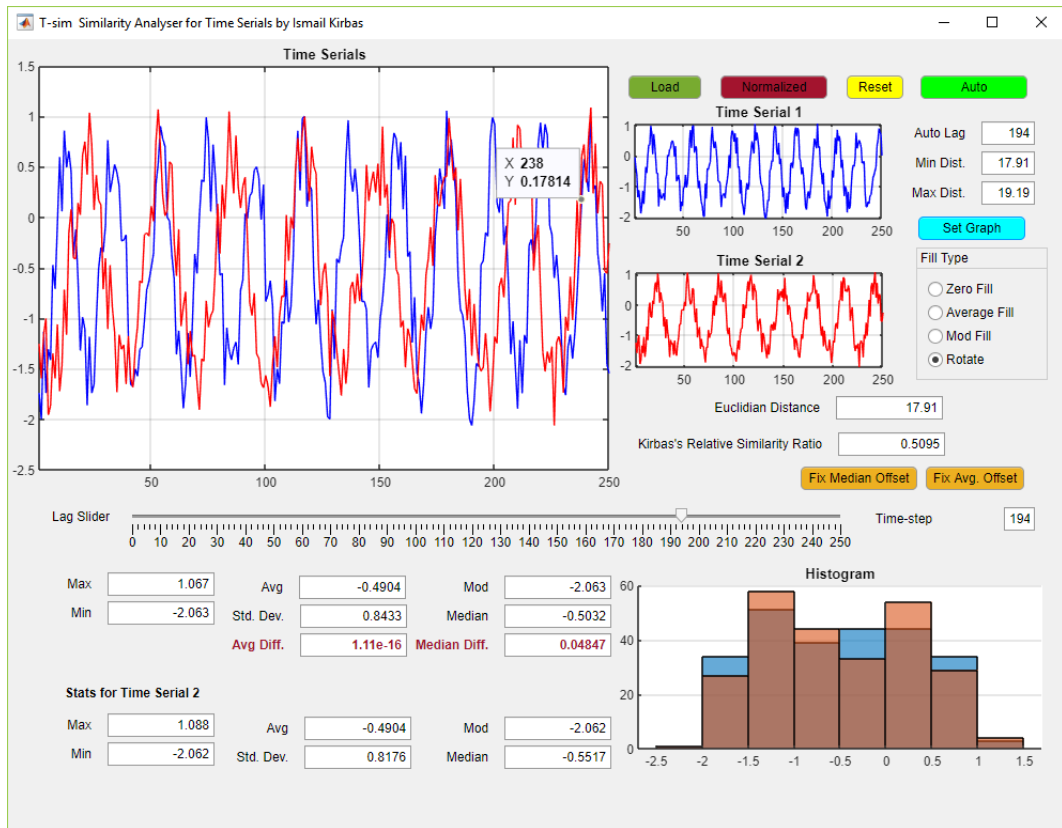 T-sim Similarity Analyser for Time Serials by Ismail Kirbas
Time Serials
1.5
1
0.5
0
-0.5
-1
-1.5
-2
-2.5
50 100 150 200 250
X 238
Y 0.17814
Load Normalized Reset Auto
Time Serial 1
1
0
-1
-2
50 100 150 200 250
Auto Lag 194
Min Dist. 17.91
Max Dist. 19.19
Set Graph
Time Serial 2
1
0
-1
-2
50 100 150 200 250
Fill Type
Zero Fill
Average Fill
Mod Fill
Rotate
Euclidian Distance 17.91
Kirbas's Relative Similarity Ratio 0.5095
Fix Median Offset Fix Avg. Offset
Lag Slider
0 10 20 30 40 50 60 70 80 90 100 110 120 130 140 150 160 170 180 190 200 210 220 230 240 250
Time-step 194
Max 1.067 Avg -0.4904 Mod -2.063
Min -2.063 Std. Dev. 0.8433 Median -0.5032
Avg Diff. 1.11e-16 Median Diff. 0.04847
Stats for Time Serial 2
Max 1.088 Avg -0.4904 Mod -2.062
Min -2.062 Std. Dev. 0.8176 Median -0.5517
Histogram
60
40
20
0
-2.5 -2 -1.5 -1 -0.5 0 0.5 1 1.5